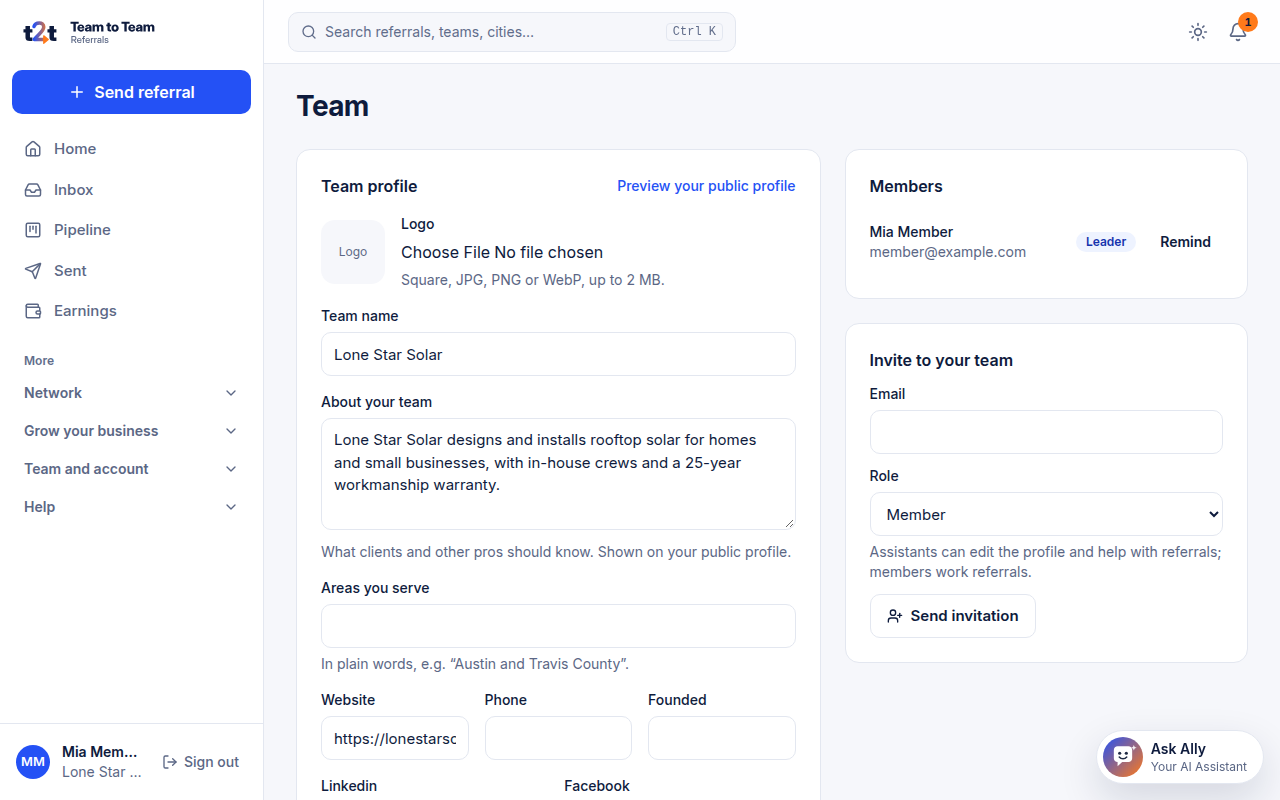 t2t Team to Team
Referrals
Send referral
Home
Inbox
Pipeline
Sent
Earnings
More
Network
Grow your business
Team and account
Help
MM
Mia Mem...
Lone Star ...
Sign out
Search referrals, teams, cities...
Ctrl K
1
Team
Team profile
Preview your public profile
Logo
Logo
Choose File No file chosen
Square, JPG, PNG or WebP, up to 2 MB.
Team name
Lone Star Solar
About your team
Lone Star Solar designs and installs rooftop solar for homes
and small businesses, with in-house crews and a 25-year
workmanship warranty.
What clients and other pros should know. Shown on your public profile.
Areas you serve
In plain words, e.g. “Austin and Travis County”.
Website
Phone
Founded
https://lonestarsc
Linkedin
Facebook
Members
Mia Member
member@example.com
Leader
Remind
Invite to your team
Email
Role
Member
Assistants can edit the profile and help with referrals;
members work referrals.
Send invitation
Ask Ally
Your AI Assistant